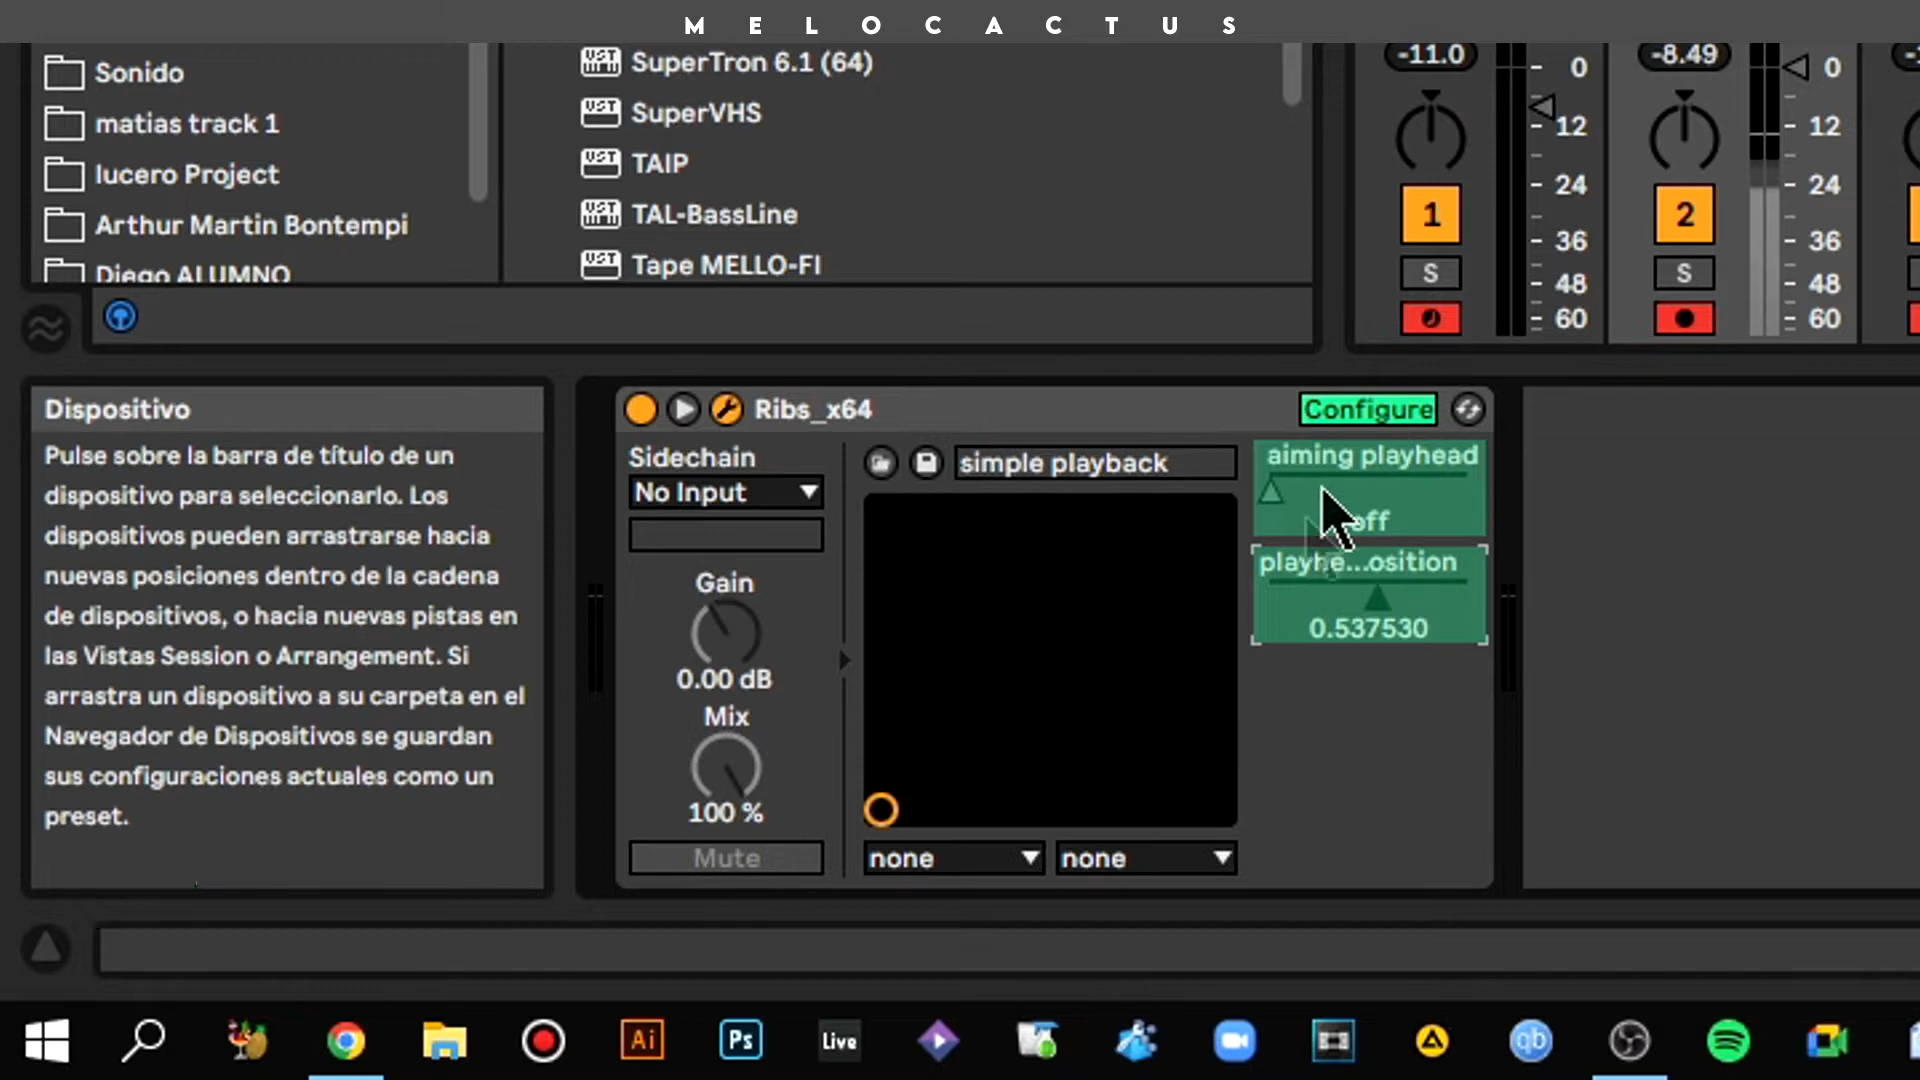 MELOCACTUS
Sonido
matias track 1
lucero Project
Arthur Martin Bontempi
Diego ALUMNO
SuperTron 6.1 (64)
SuperVHS
TAIP
TAL-BassLine
Tape MELLO-FI
-11.0
0
12
24
36
48
60
1
S
-8.49
0
12
24
36
48
60
2
S
Dispositivo
Pulse sobre la barra de título de un
dispositivo para seleccionarlo. Los
dispositivos pueden arrastrarse hacia
nuevas posiciones dentro de la cadena
de dispositivos, o hacia nuevas pistas en
las Vistas Session o Arrangement. Si
arrastra un dispositivo a su carpeta en el
Navegador de Dispositivos se guardan
sus configuraciones actuales como un
preset.
Ribs_x64
Configure
Sidechain
No Input
Gain
0.00 dB
Mix
100 %
Mute
simple playback
none
none
aiming playhead
off
playhe...osition
0.537530
Ai
Ps
Live
qb